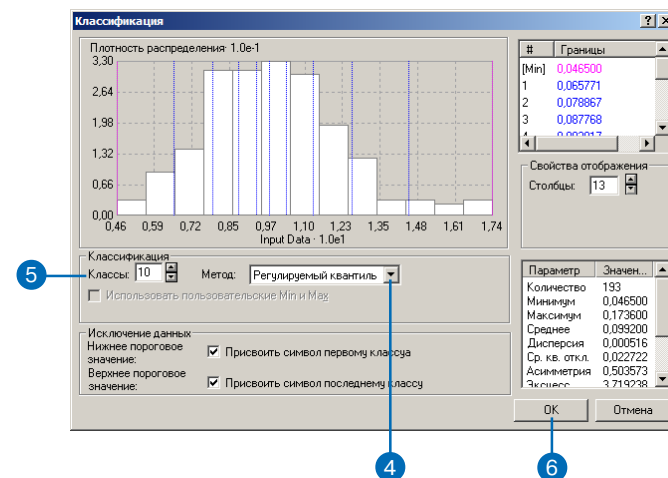 Классификация
Плотность распределения· 1.0e-1
3,30
2,64
1,98
1,32
0,66
0,00
0,46 0,59 0,72 0,85 0,97 1,10 1,23 1,35 1,48 1,61 1,74
Input Data · 1.0e1
# Границы
[Min] 0,046500
1 0,065771
2 0,078867
3 0,087768
Свойства отображения
Столбцы: 13
Классификация
5
Классы: 10 Метод: Регулируемый квантиль
Использовать пользовательские Min и Max
Исключение данных
Нижнее пороговое значение: Присвоить символ первому классуа
Верхнее пороговое значение: Присвоить символ последнему классу
Параметр Значен...
Количество 193
Минимум 0,046500
Максимум 0,173600
Среднее 0,099200
Дисперсия 0,000516
Ср. кв. откл. 0,022722
Асимметрия 0,503573
Эксцесс 3,719238
OK Отмена
4
6